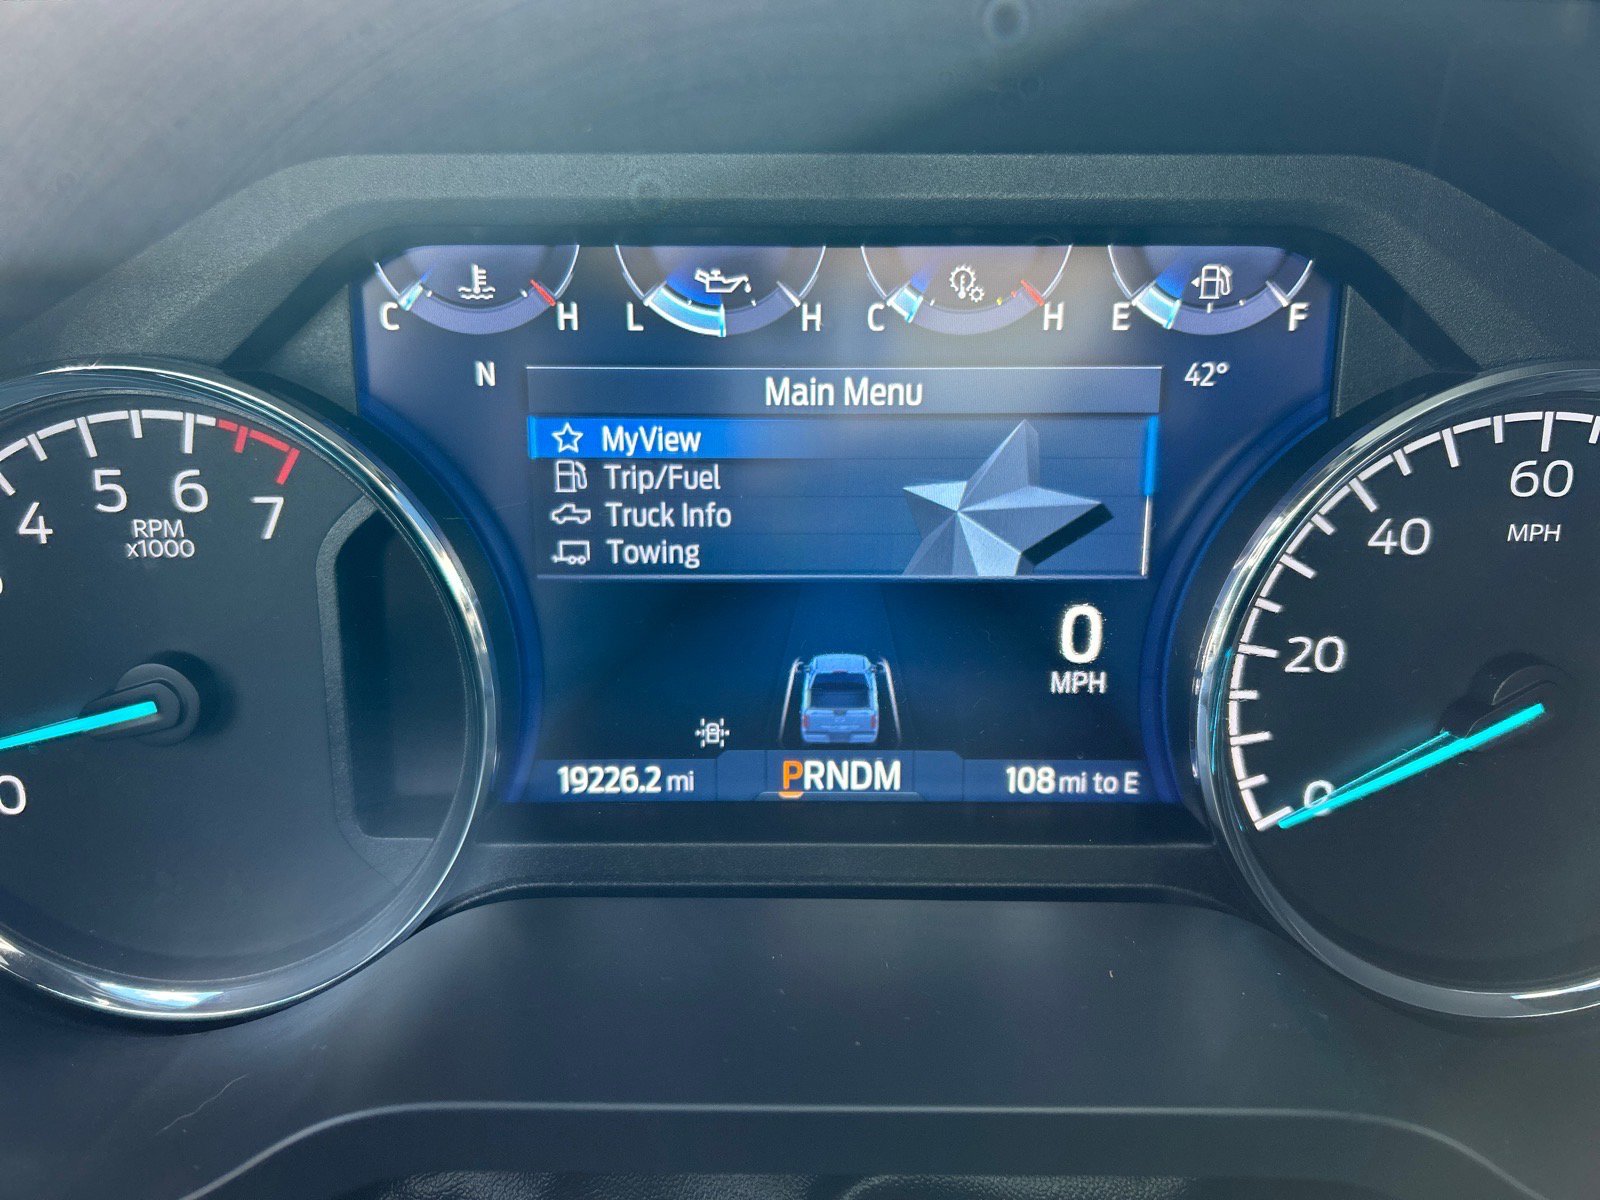 C H L H C H E F
N
42°
Main Menu
MyView
Trip/Fuel
Truck Info
Towing
4 5 6 7
RPM
x1000
0
20 40 60
MPH
0
0
MPH
19226.2 mi
PRNDM
108 mi to E